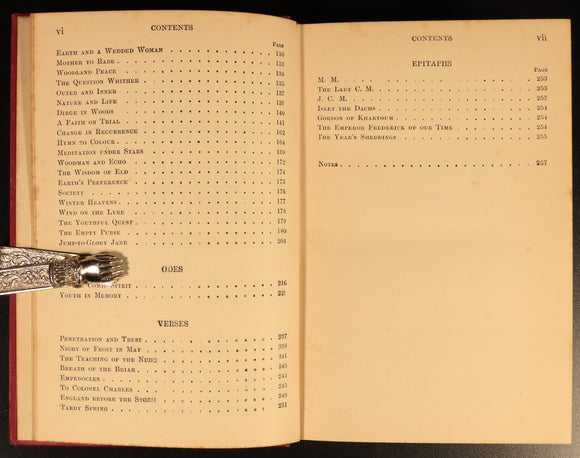 vi CONTENTS
PAGE
EARTH AND A WEDDED WOMAN 130
MOTHER TO BABE 133
WOODLAND PEACE 134
THE QUESTION WHITHER 135
OUTER AND INNER 137
NATURE AND LIFE 139
DIRGE IN WOODS 140
A FAITH ON TRIAL 141
CHANGE IN RECURRENCE 162
HYMN TO COLOUR 164
MEDITATION UNDER STARS 169
WOODMAN AND ECHO 172
THE WISDOM OF ELD 174
EARTH'S PREFERENCE 175
SOCIETY 176
WINTER HEAVENS 177
WIND ON THE LYRE 178
THE YOUTHFUL QUEST 179
THE EMPTY PURSE 180
JUMP-TO-GLORY JANE 204
ODES
COMIC SPIRIT 216
YOUTH IN MEMORY
VERSES
PENETRATION AND TRUST 237
NIGHT OF FROST IN MAY 238
THE TEACHING OF THE NUDE 241
BREATH OF THE BRIAR 243
EMPEDOCLES 244
TO COLONEL CHARLES 245
ENGLAND BEFORE THE STORM 249
TARDY SPRING 251
CONTENTS vii
EPITAPHS
PAGE
M. M. 253
THE LADY C. M. 253
J. C. M. 253
ISLET THE DACHS 254
GORDON OF KHARTOUM 254
THE EMPEROR FREDERICK OF OUR TIME 254
THE YEAR'S SHEDDINGS 255
NOTES 257